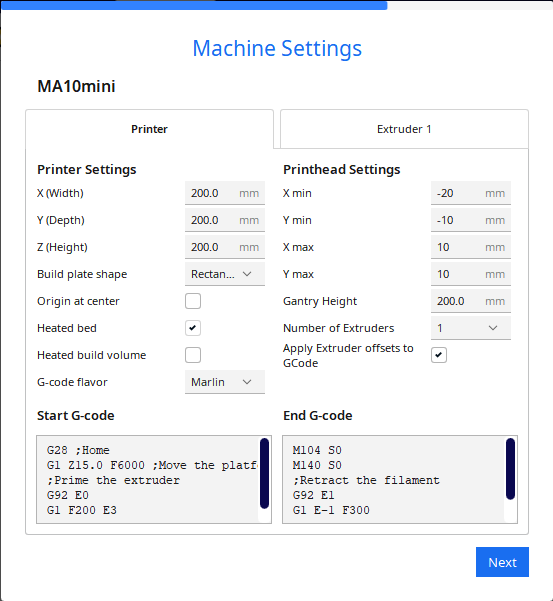 Machine Settings
MA10mini
Printer
Extruder 1
Printer Settings
X (Width) 200.0 mm
Y (Depth) 200.0 mm
Z (Height) 200.0 mm
Build plate shape Rectan...
Origin at center
Heated bed
Heated build volume
G-code flavor Marlin
Printhead Settings
X min -20 mm
Y min -10 mm
X max 10 mm
Y max 10 mm
Gantry Height 200.0 mm
Number of Extruders 1
Apply Extruder offsets to
GCode
Start G-code
G28 ;Home
G1 Z15.0 F6000 ;Move the platf
;Prime the extruder
G92 E0
G1 F200 E3
End G-code
M104 S0
M140 S0
;Retract the filament
G92 E1
G1 E-1 F300
Next